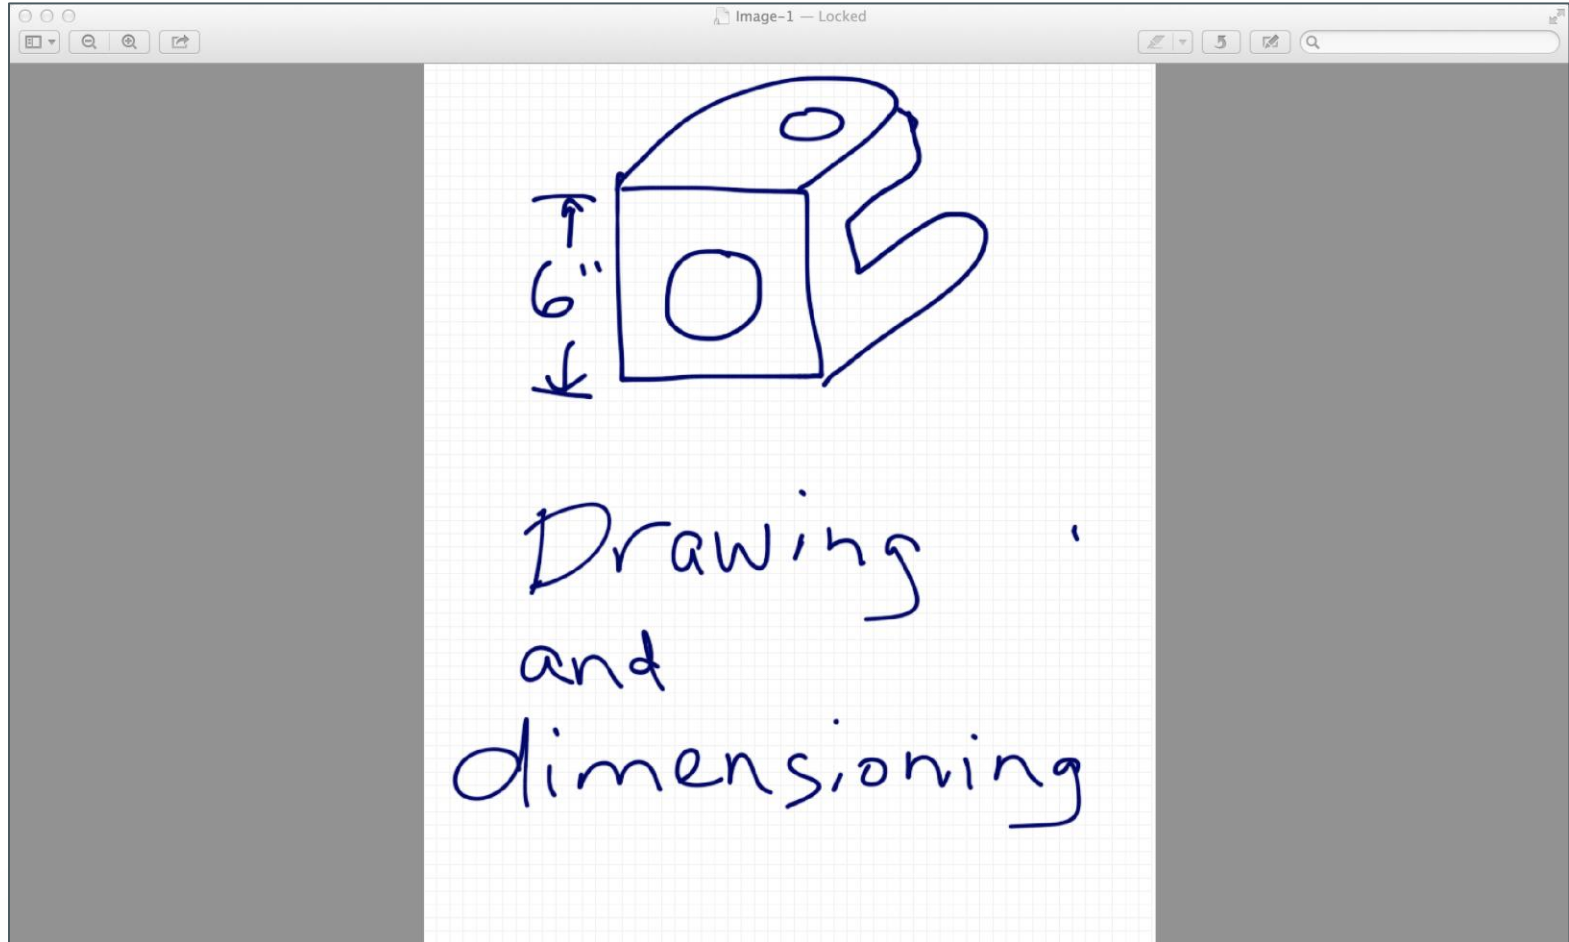 Image-1 — Locked
6"
Drawing
and
dimensioning